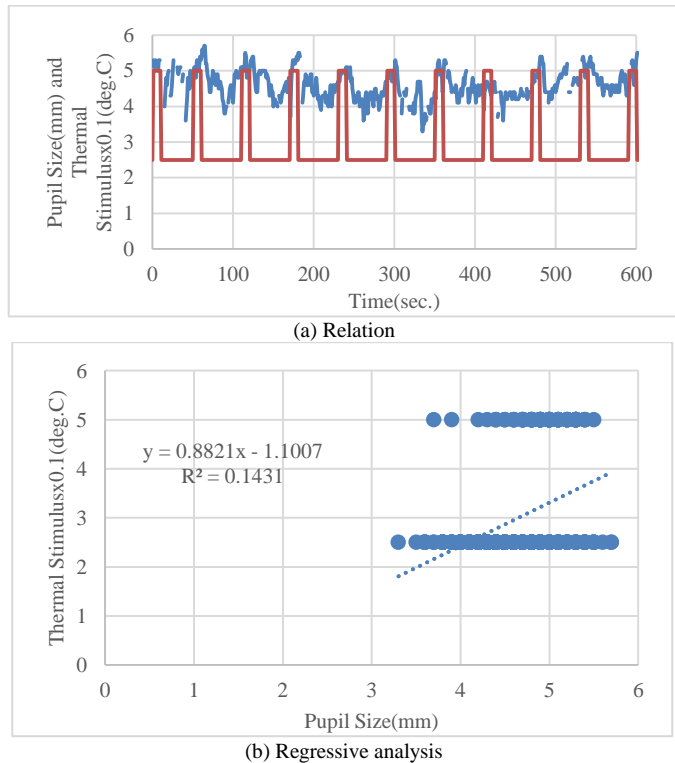 Pupil Size(mm) and
Thermal
Stimulusx0.1(deg.C)
6
5
4
3
2
1
0
0 100 200 300 400 500 600
Time(sec.)
(a) Relation
Thermal Stimulusx0.1(deg.C)
6
5
4
3
2
1
0
y = 0.8821x - 1.1007
R² = 0.1431
0 1 2 3 4 5 6
Pupil Size(mm)
(b) Regressive analysis